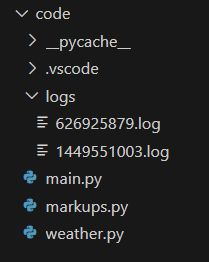 code
__pycache__
.vscode
logs
626925879.log
1449551003.log
main.py
markups.py
weather.py